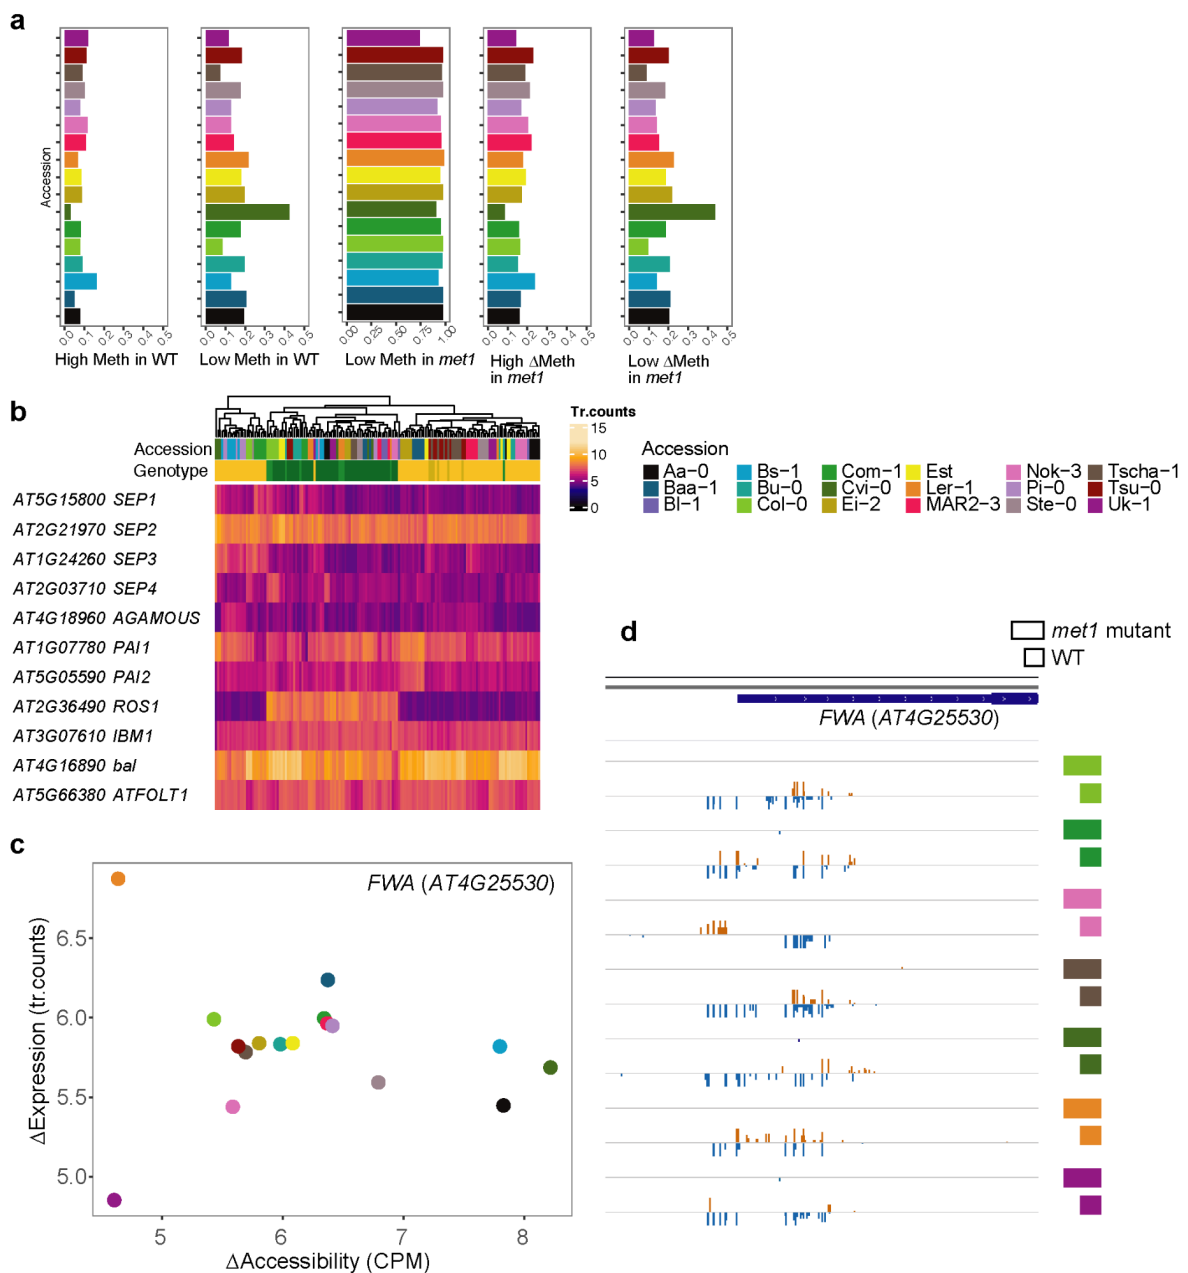 a
Accession
0.0 0.1 0.2 0.3 0.4 0.5
High Meth in WT
0.0 0.1 0.2 0.3 0.4 0.5
Low Meth in WT
0.00 0.25 0.50 0.75 1.00
Low Meth in met1
0.0 0.1 0.2 0.3 0.4 0.5
High ΔMeth
in met1
0.0 0.1 0.2 0.3 0.4 0.5
Low ΔMeth
in met1
b
Accession
Genotype
AT5G15800 SEP1
AT2G21970 SEP2
AT1G24260 SEP3
AT2G03710 SEP4
AT4G18960 AGAMOUS
AT1G07780 PAI1
AT5G05590 PAI2
AT2G36490 ROS1
AT3G07610 IBM1
AT4G16890 bal
AT5G66380 ATFOLT1
Tr.counts
15
10
5
0
Accession
Aa-0 Bs-1 Com-1 Est Nok-3 Tscha-1
Baa-1 Bu-0 Cvi-0 Ler-1 Pi-0 Tsu-0
Bl-1 Col-0 Ei-2 MAR2-3 Ste-0 Uk-1
c
FWA (AT4G25530)
ΔExpression (tr.counts)
6.5
6.0
5.5
5.0
5 6 7 8
ΔAccessibility (CPM)
d
met1 mutant
WT
FWA (AT4G25530)